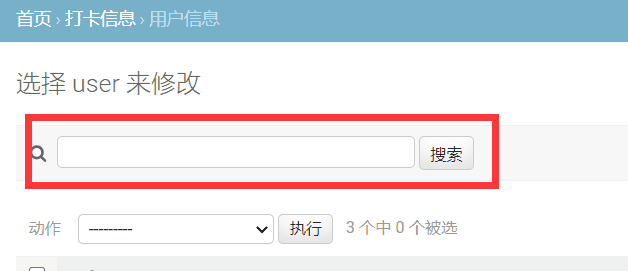 首页 › 打卡信息 › 用户信息
选择 user 来修改
搜索
动作 --------- 执行 3 个中 0 个被选